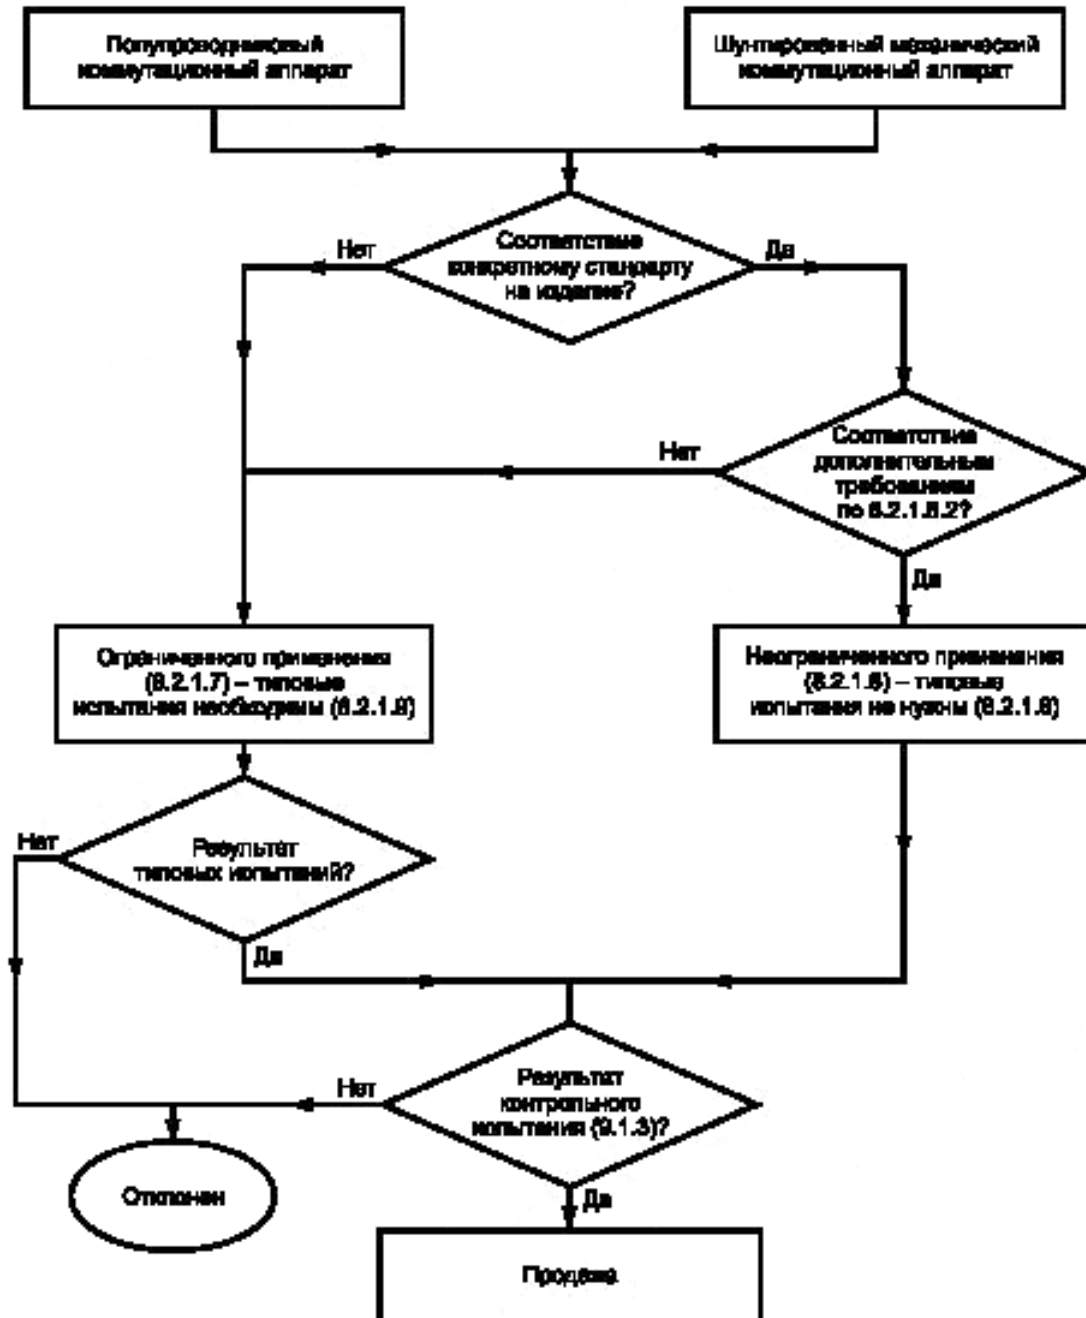 Полупроводниковый
коммутационный аппарат
Шунтированный механический
коммутационный аппарат
Соответствие
конкретному стандарту
на изделие?
Нет
Да
Соответствие
дополнительным
требованиям
по 8.2.1.8.2?
Нет
Да
Ограниченного применения
(8.2.1.7) – типовые
испытания необходимы (8.2.1.9)
Неограниченного применения
(8.2.1.6) – типовые
испытания не нужны (8.2.1.8)
Нет
Результат
типовых испытаний?
Да
Нет
Результат
контрольного
испытания (9.1.3)?
Отклонен
Да
Продажа